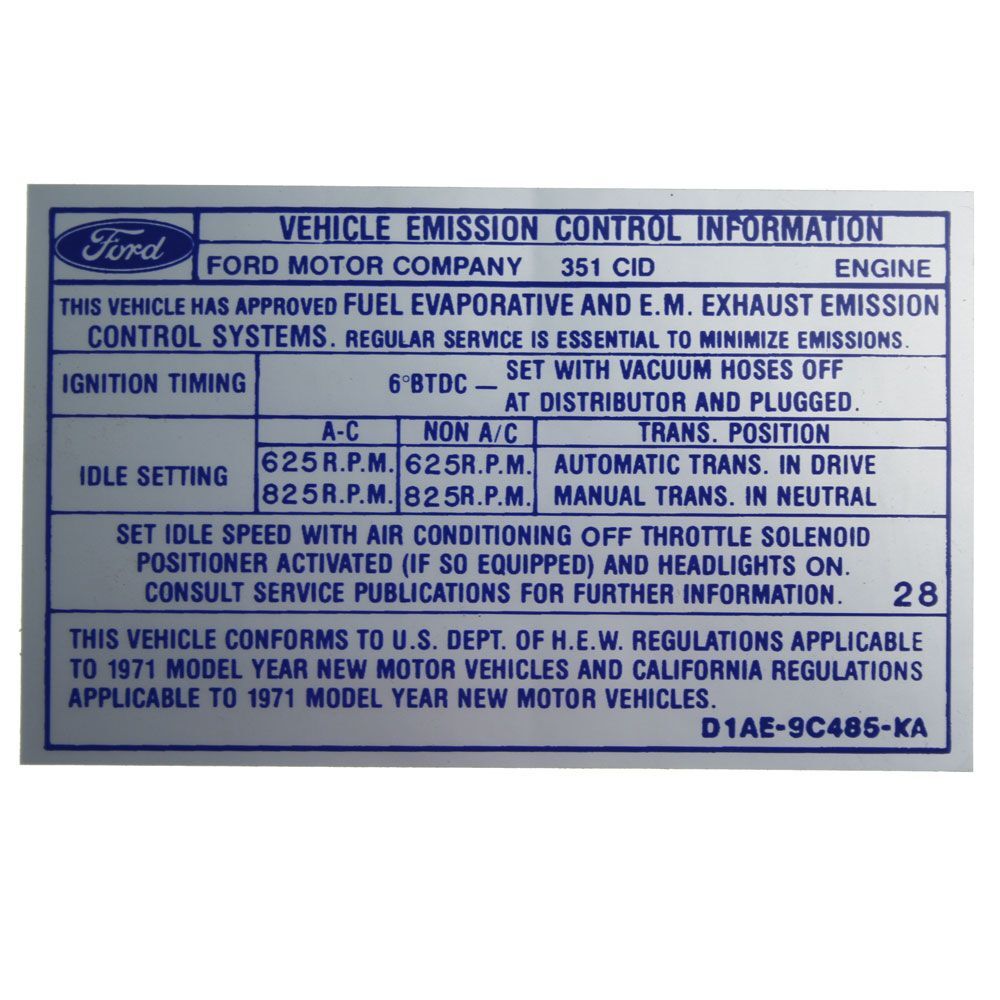 Ford
VEHICLE EMISSION CONTROL INFORMATION
FORD MOTOR COMPANY 351 CID ENGINE
THIS VEHICLE HAS APPROVED FUEL EVAPORATIVE AND E.M. EXHAUST EMISSION
CONTROL SYSTEMS. REGULAR SERVICE IS ESSENTIAL TO MINIMIZE EMISSIONS.
IGNITION TIMING 6°BTDC — SET WITH VACUUM HOSES OFF
AT DISTRIBUTOR AND PLUGGED.
A-C NON A/C TRANS. POSITION
IDLE SETTING
625 R.P.M. 625 R.P.M. AUTOMATIC TRANS. IN DRIVE
825 R.P.M. 825 R.P.M. MANUAL TRANS. IN NEUTRAL
SET IDLE SPEED WITH AIR CONDITIONING OFF THROTTLE SOLENOID
POSITIONER ACTIVATED (IF SO EQUIPPED) AND HEADLIGHTS ON.
CONSULT SERVICE PUBLICATIONS FOR FURTHER INFORMATION. 28
THIS VEHICLE CONFORMS TO U.S. DEPT. OF H.E.W. REGULATIONS APPLICABLE
TO 1971 MODEL YEAR NEW MOTOR VEHICLES AND CALIFORNIA REGULATIONS
APPLICABLE TO 1971 MODEL YEAR NEW MOTOR VEHICLES.
D1AE-9C485-KA